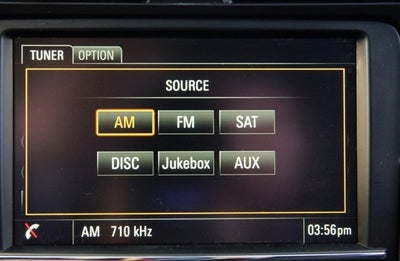 TUNER OPTION
SOURCE
AM FM SAT
DISC Jukebox AUX
AM 710 kHz 03:56pm